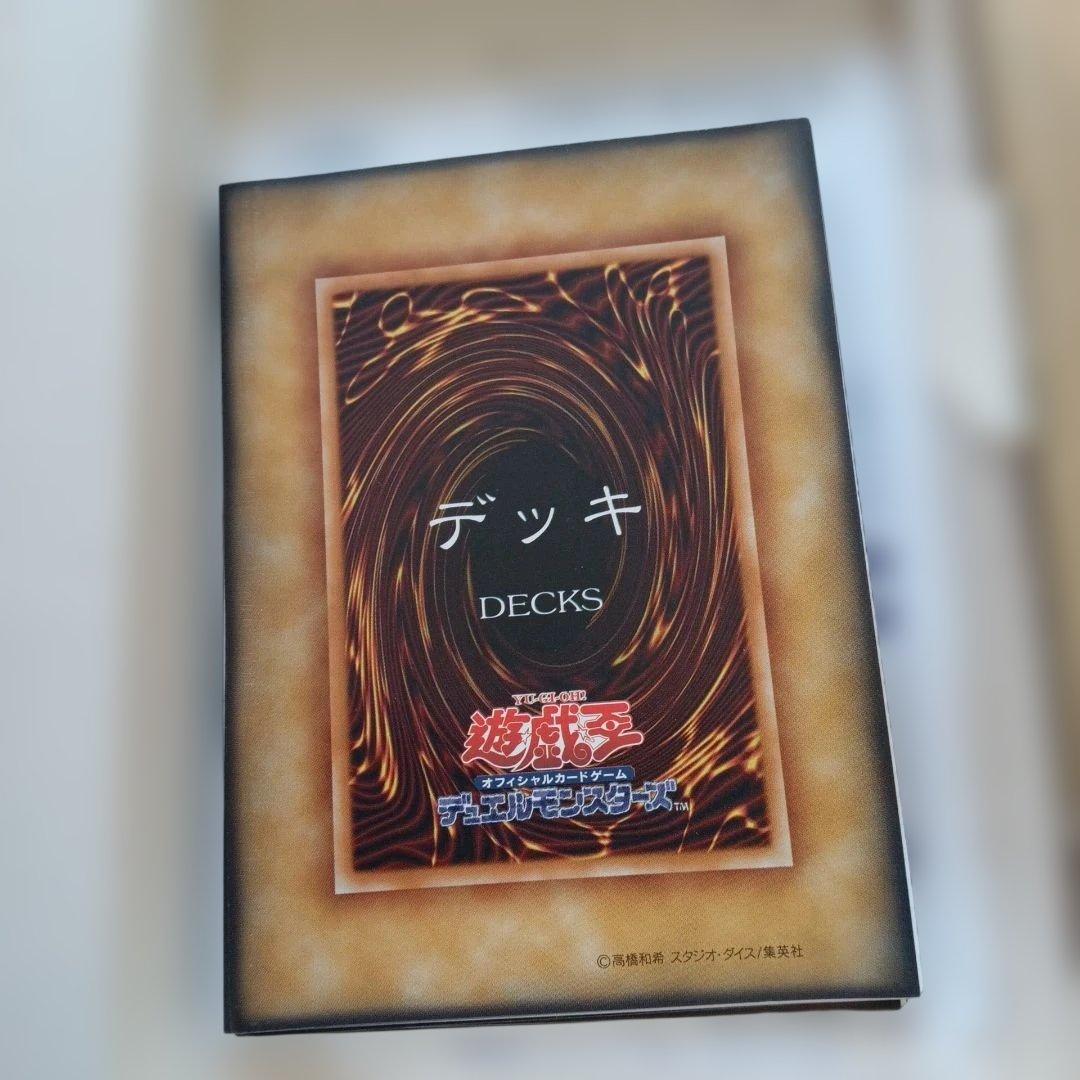 デッキ
DECKS
YU-GI-OH!
遊戯王
オフィシャルカードゲーム
デュエルモンスターズ™
©高橋和希 スタジオ・ダイス/集英社